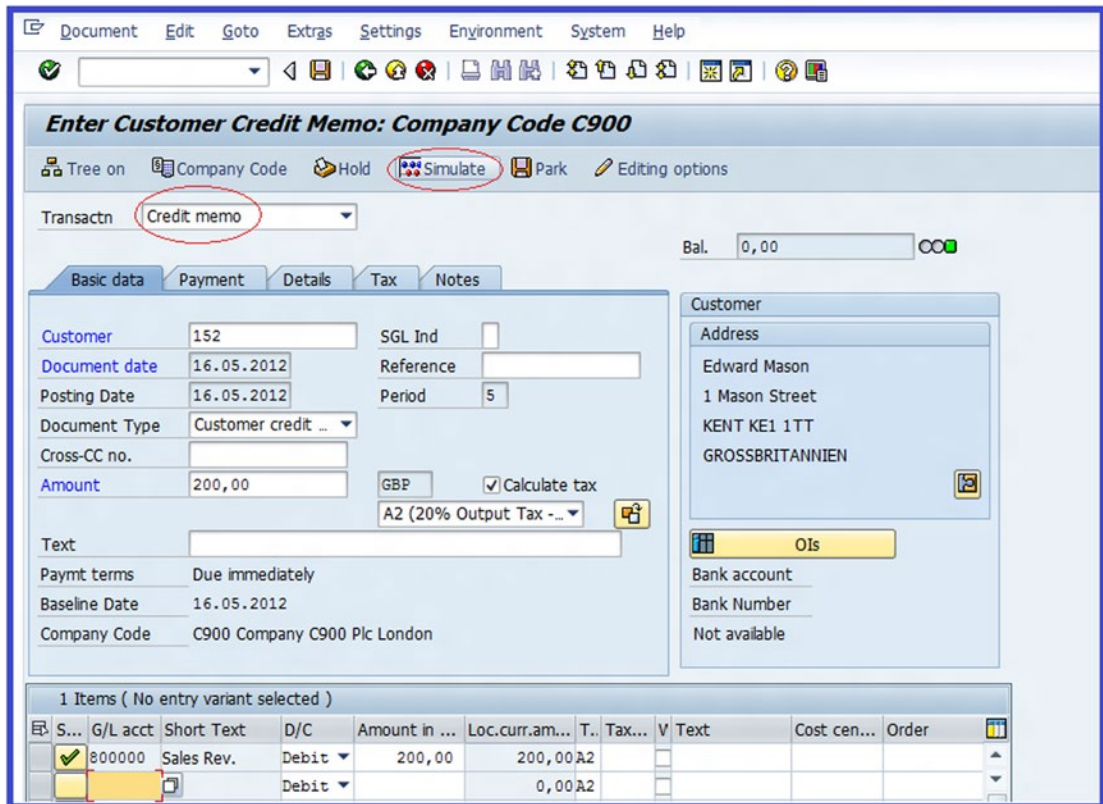 Document Edit Goto Extras Settings Environment System Help
Enter Customer Credit Memo: Company Code C900
Tree on Company Code Hold Simulate Park Editing options
Transactn Credit memo
Bal. 0,00
Basic data Payment Details Tax Notes
Customer 152 SGL Ind
Document date 16.05.2012 Reference
Posting Date 16.05.2012 Period 5
Document Type Customer credit ..
Cross-CC no.
Amount 200,00 GBP Calculate tax
A2 (20% Output Tax -...
Text
Paymt terms Due immediately
Baseline Date 16.05.2012
Company Code C900 Company C900 Plc London
Customer
Address
Edward Mason
1 Mason Street
KENT KE1 1TT
GROSSBRITANNIEN
OIs
Bank account
Bank Number
Not available
1 Items ( No entry variant selected )
S... G/L acct Short Text D/C Amount in ... Loc.curr.am... T.. Tax... V Text Cost cen... Order
800000 Sales Rev. Debit 200,00 200,00 A2
Debit 0,00 A2